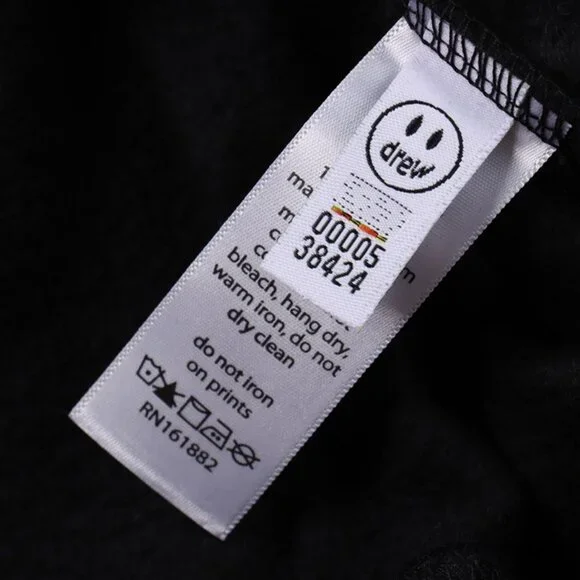 drew
00005
38424
bleach, hang dry,
warm iron, do not
dry clean
do not iron
on prints
RN161882